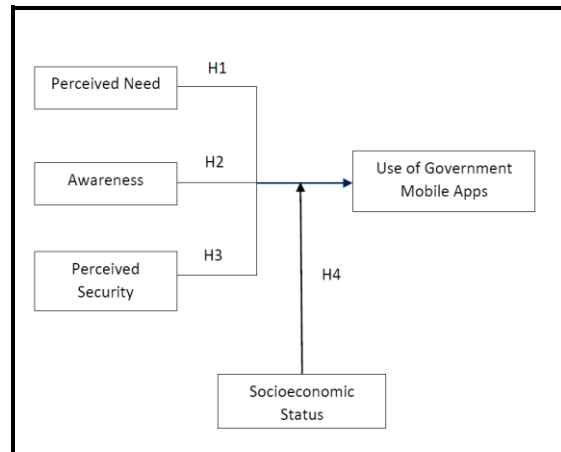 H1
Perceived Need
H2
Awareness
Use of Government
Mobile Apps
H3
Perceived
Security
H4
Socioeconomic
Status